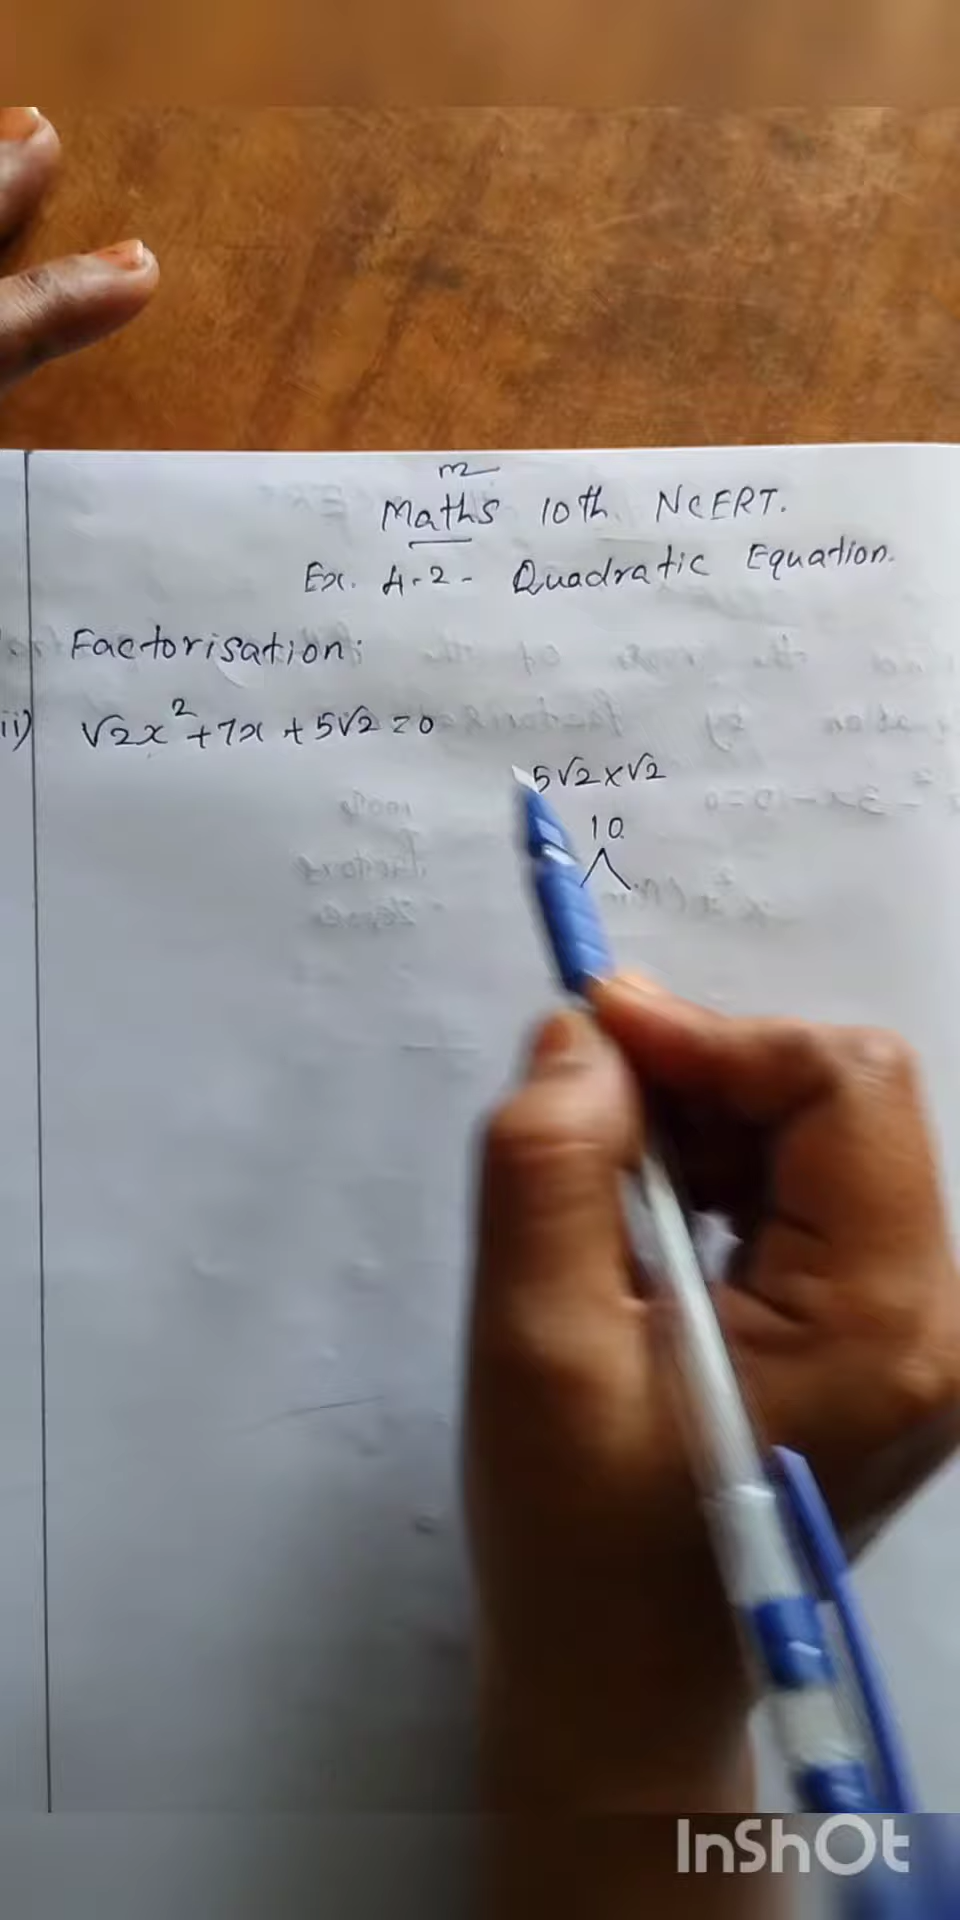 Maths 10th NCERT.
Ex. 4.2 - Quadratic Equation.
Factorisation:
ii) √2x²+7x+5√2=0
5√2×√2
10
InShOt